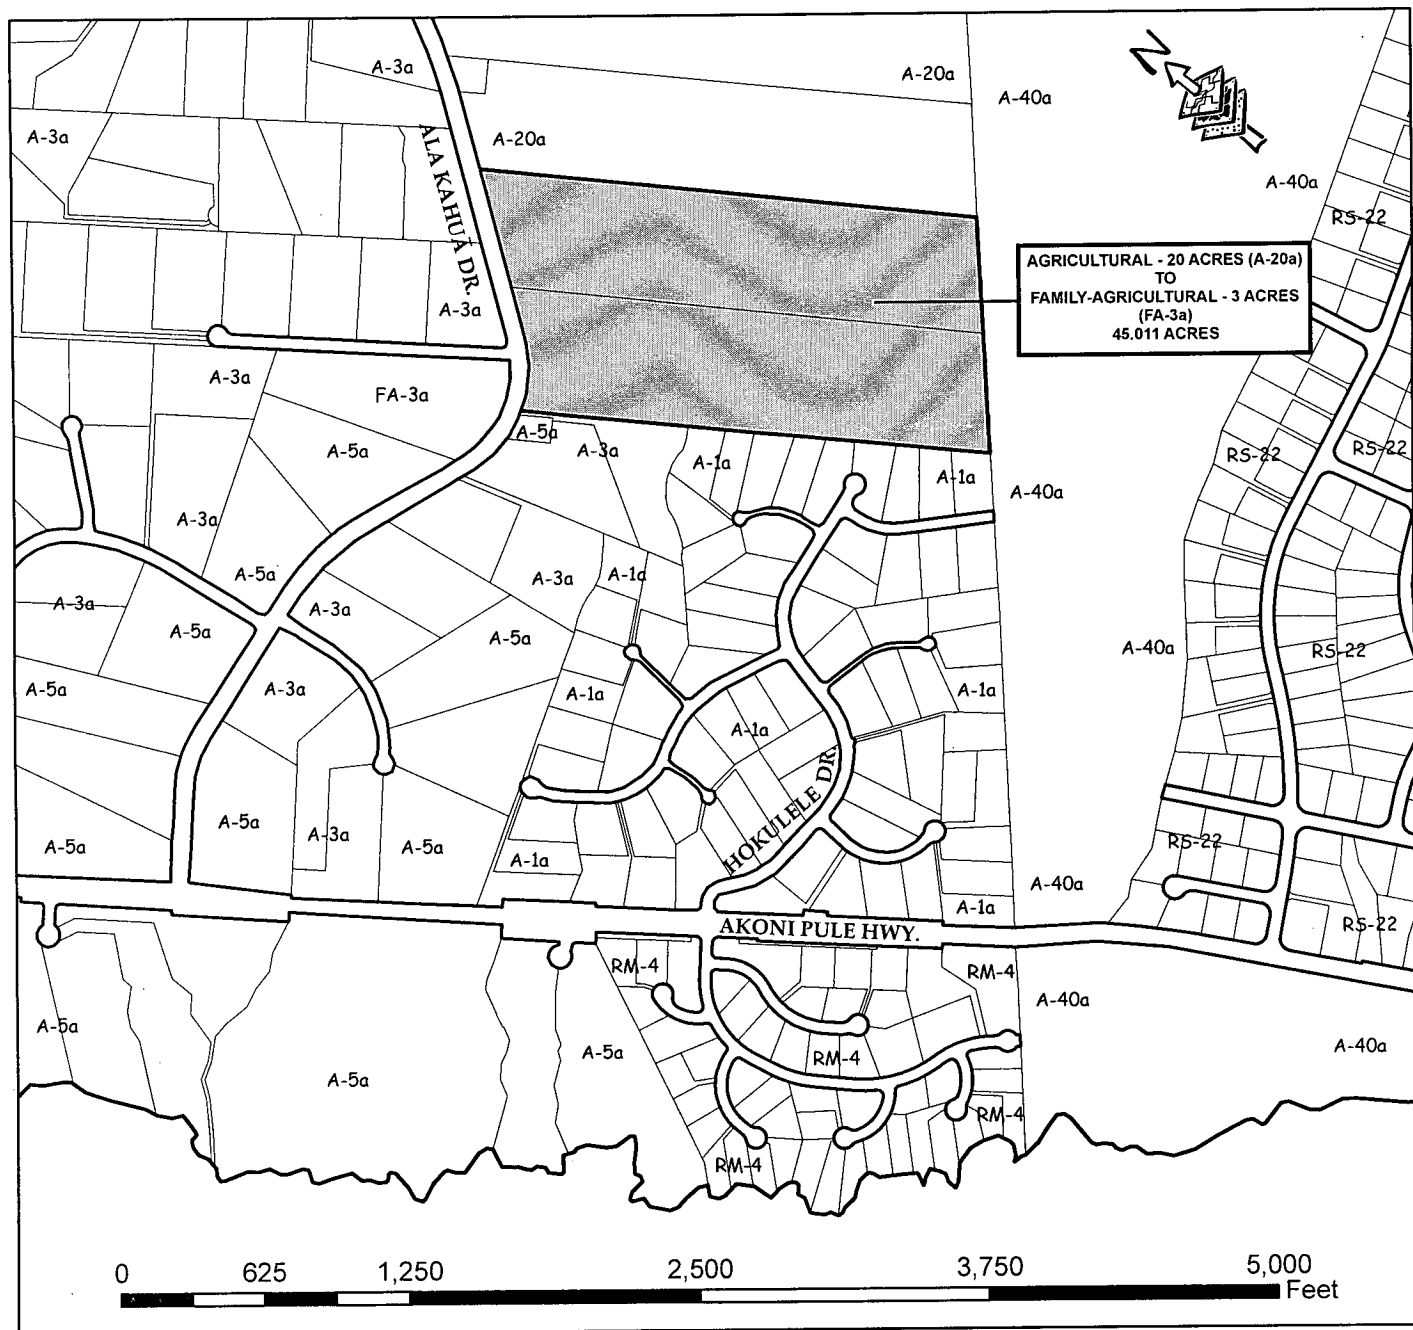 A-3a
A-20a
A-40a
A-3a
A-20a
A-40a
RS-22
ALA KAHUĀ DR.
N
AGRICULTURAL - 20 ACRES (A-20a)
TO
FAMILY-AGRICULTURAL - 3 ACRES
(FA-3a)
45.011 ACRES
A-3a
A-3a
FA-3a
A-5a
A-5a
A-3a
A-1a
A-1a
A-40a
RS-22
RS-22
A-3a
A-5a
A-3a
A-1a
A-3a
A-3a
A-5a
A-5a
A-40a
RS-22
A-5a
A-3a
A-1a
A-1a
A-1a
HOKULELE DR.
A-5a
A-5a
A-3a
A-5a
A-1a
RS-22
A-40a
A-1a
RS-22
AKONI PULE HWY.
RM-4
RM-4
A-40a
A-5a
A-5a
A-5a
RM-4
A-40a
RM-4
RM-4
0 625 1,250 2,500 3,750 5,000
Feet